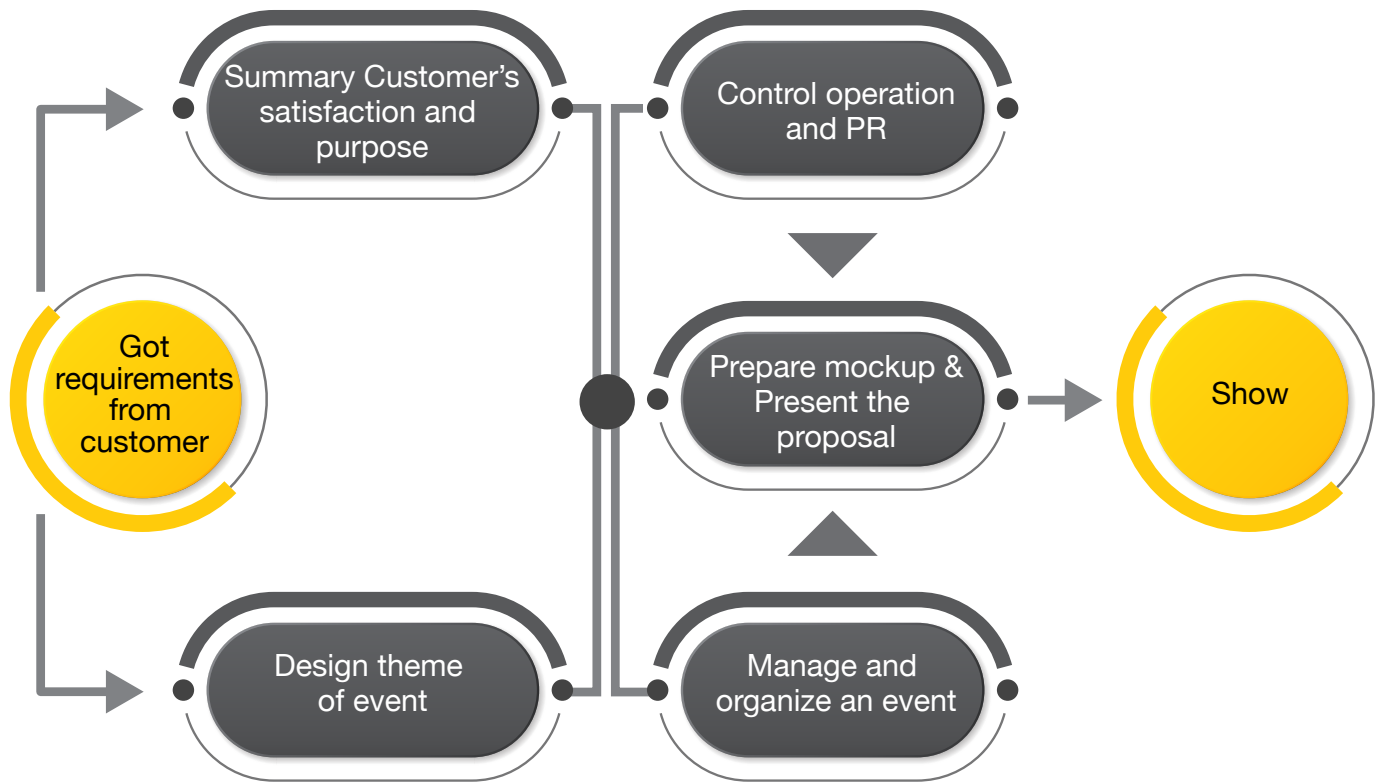 Got
requirements
from
customer
Summary Customer’s
satisfaction and
purpose
Design theme
of event
Control operation
and PR
Prepare mockup &
Present the
proposal
Manage and
organize an event
Show